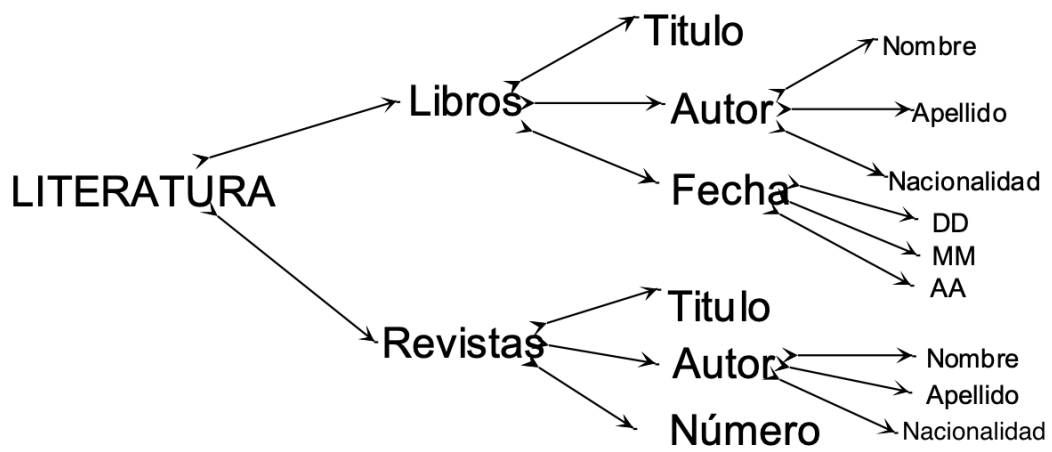 LITERATURA
Libros
Titulo
Autor
Nombre
Apellido
Nacionalidad
Fecha
DD
MM
AA
Revistas
Titulo
Autor
Nombre
Apellido
Nacionalidad
Número